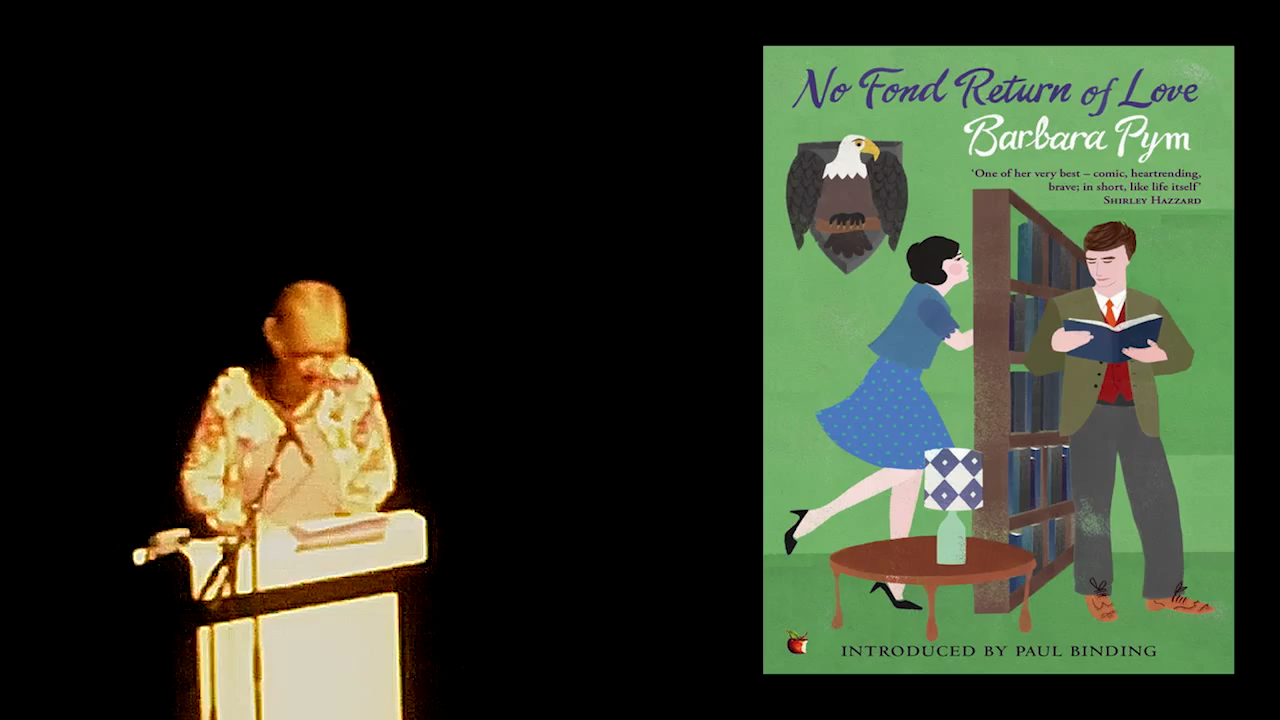 No Fond Return of Love
Barbara Pym
‘One of her very best – comic, heartrending,
brave; in short, like life itself’
SHIRLEY HAZZARD
INTRODUCED BY PAUL BINDING